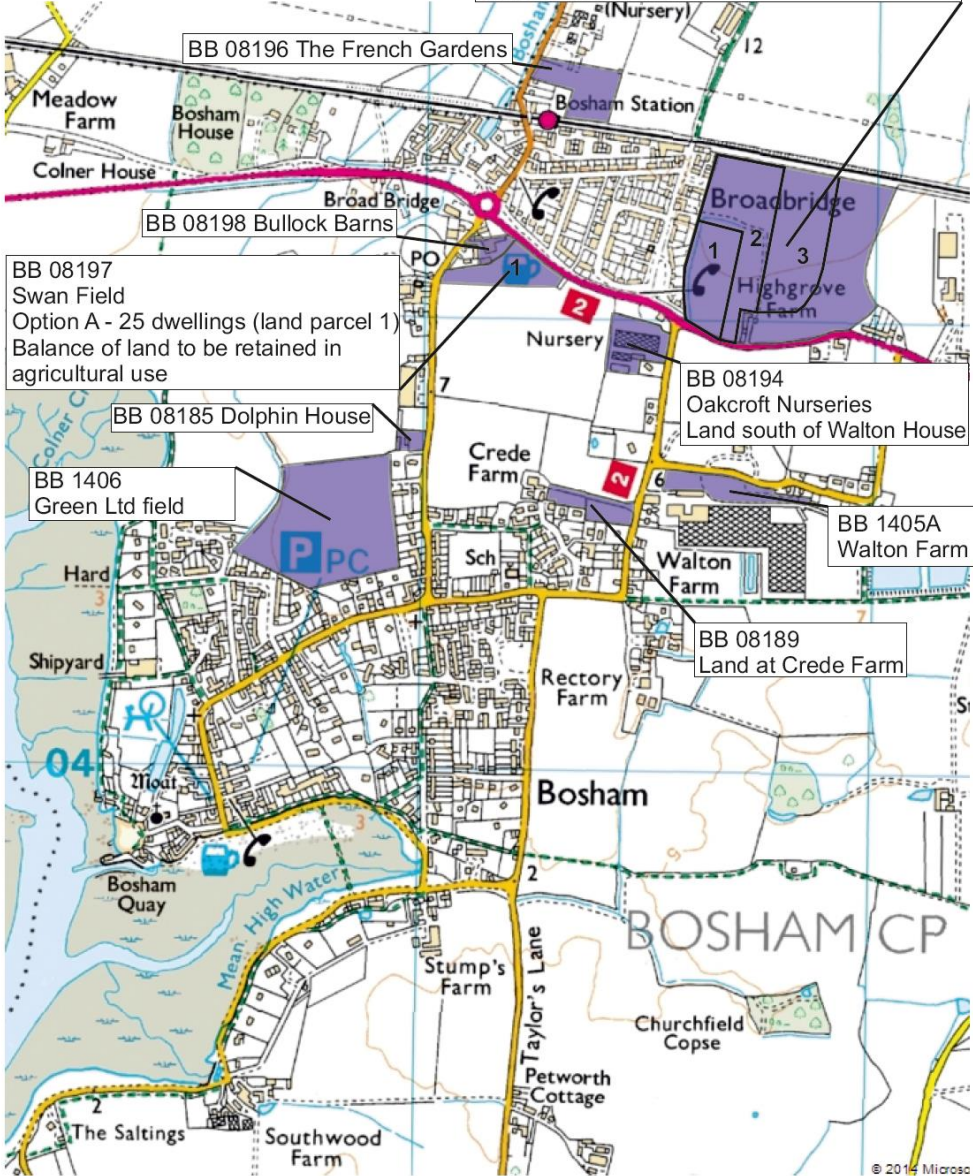 (Nursery)
Bosham
12
BB 08196 The French Gardens
Meadow
Farm
Bosham
House
Bosham Station
Colner House
Broad Bridge
Broadbridge
BB 08198 Bullock Barns
PO
1
1
2
3
Highgrove
Farm
BB 08197
Swan Field
Option A - 25 dwellings (land parcel 1)
Balance of land to be retained in
agricultural use
2
Nursery
7
BB 08194
Oakcroft Nurseries
Land south of Walton House
BB 08185 Dolphin House
Colner
Crede
Farm
2
6
BB 1406
Green Ltd field
BB 1405A
Walton Farm
P PC
Sch
Walton
Farm
Hard
3
7
BB 08189
Land at Crede Farm
Shipyard
Rectory
Farm
04
Moat
Bosham
3
5
Bosham
Quay
2
Mean High Water
BOSHAM CP
Stump's
Farm
Taylor's Lane
Churchfield
Copse
Petworth
Cottage
2
The Saltings
Southwood
Farm
© 2014